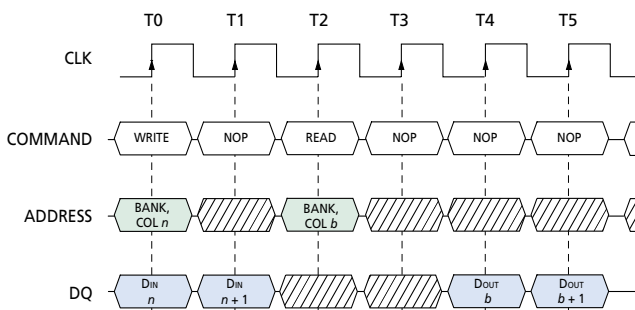 T0 T1 T2 T3 T4 T5
CLK
COMMAND WRITE NOP READ NOP NOP NOP
ADDRESS BANK, COL n BANK, COL b
DQ DIN n DIN n + 1 DOUT b DOUT b + 1